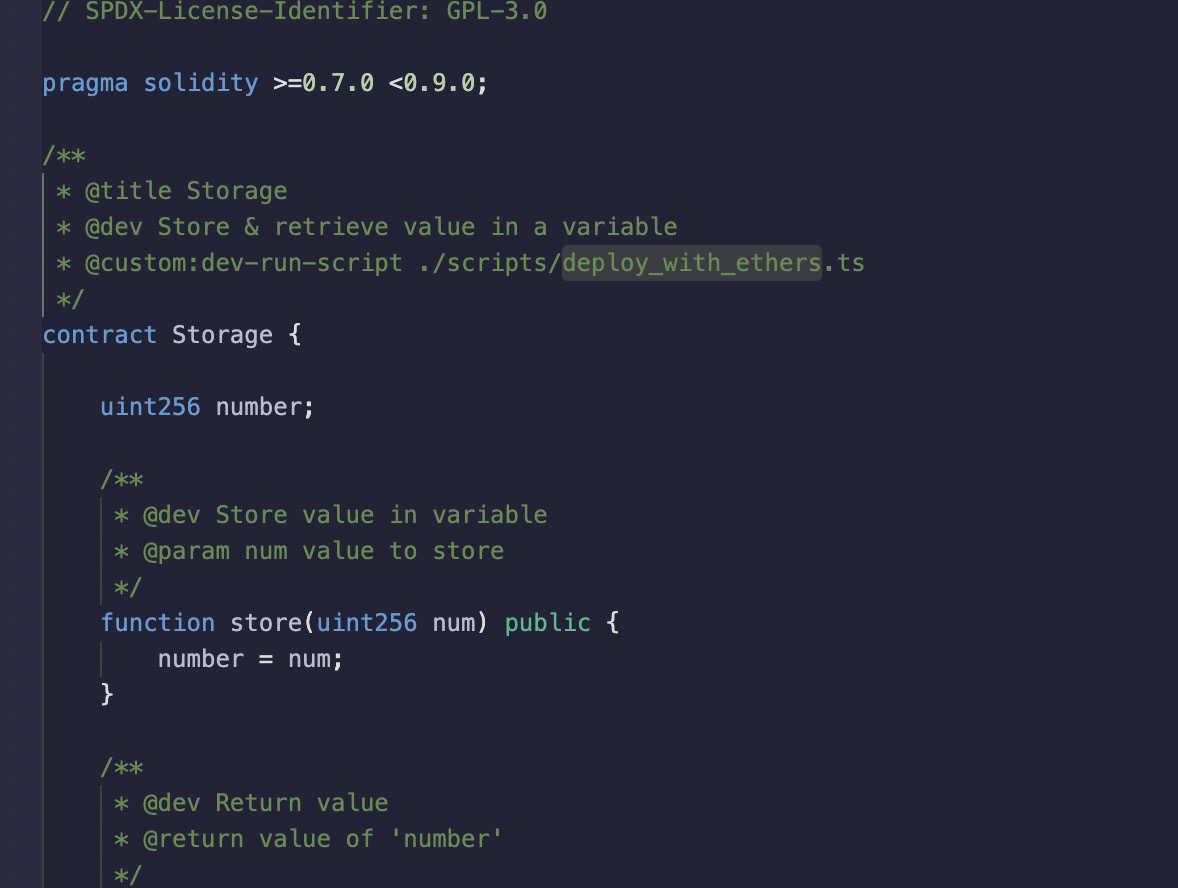 // SPDX-License-Identifier: GPL-3.0
pragma solidity >=0.7.0 <0.9.0;
/**
 * @title Storage
 * @dev Store & retrieve value in a variable
 * @custom:dev-run-script ./scripts/deploy_with_ethers.ts
 */
contract Storage {
    uint256 number;
    /**
     * @dev Store value in variable
     * @param num value to store
     */
    function store(uint256 num) public {
        number = num;
    }
    /**
     * @dev Return value
     * @return value of 'number'
     */